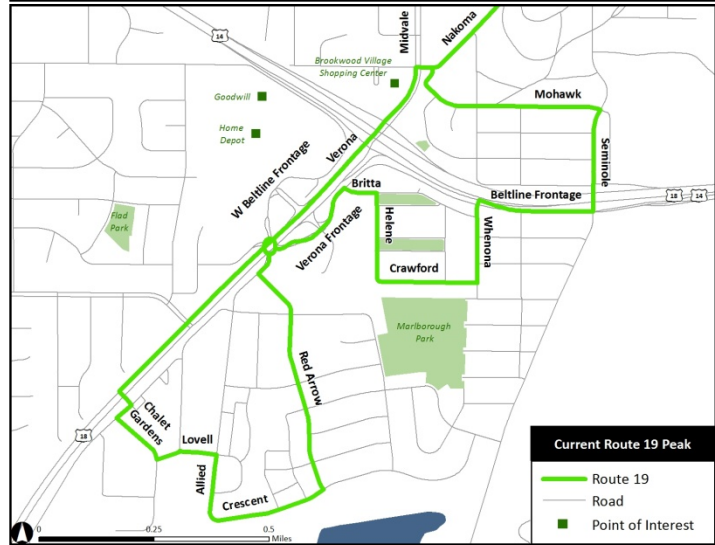 Midvale
Nakoma
14
Brookwood Village
Shopping Center
Goodwill
Home
Depot
Mohawk
W Beltline Frontage
Verona
Seminole
Britta
Beltline Frontage
18
14
Flad
Park
Verona Frontage
Helene
Whenona
Crawford
Marlborough
Park
Red Arrow
Chalet
Gardens
18
Lovell
Allied
Crescent
Current Route 19 Peak
Route 19
Road
Point of Interest
0
0.25
0.5
Miles